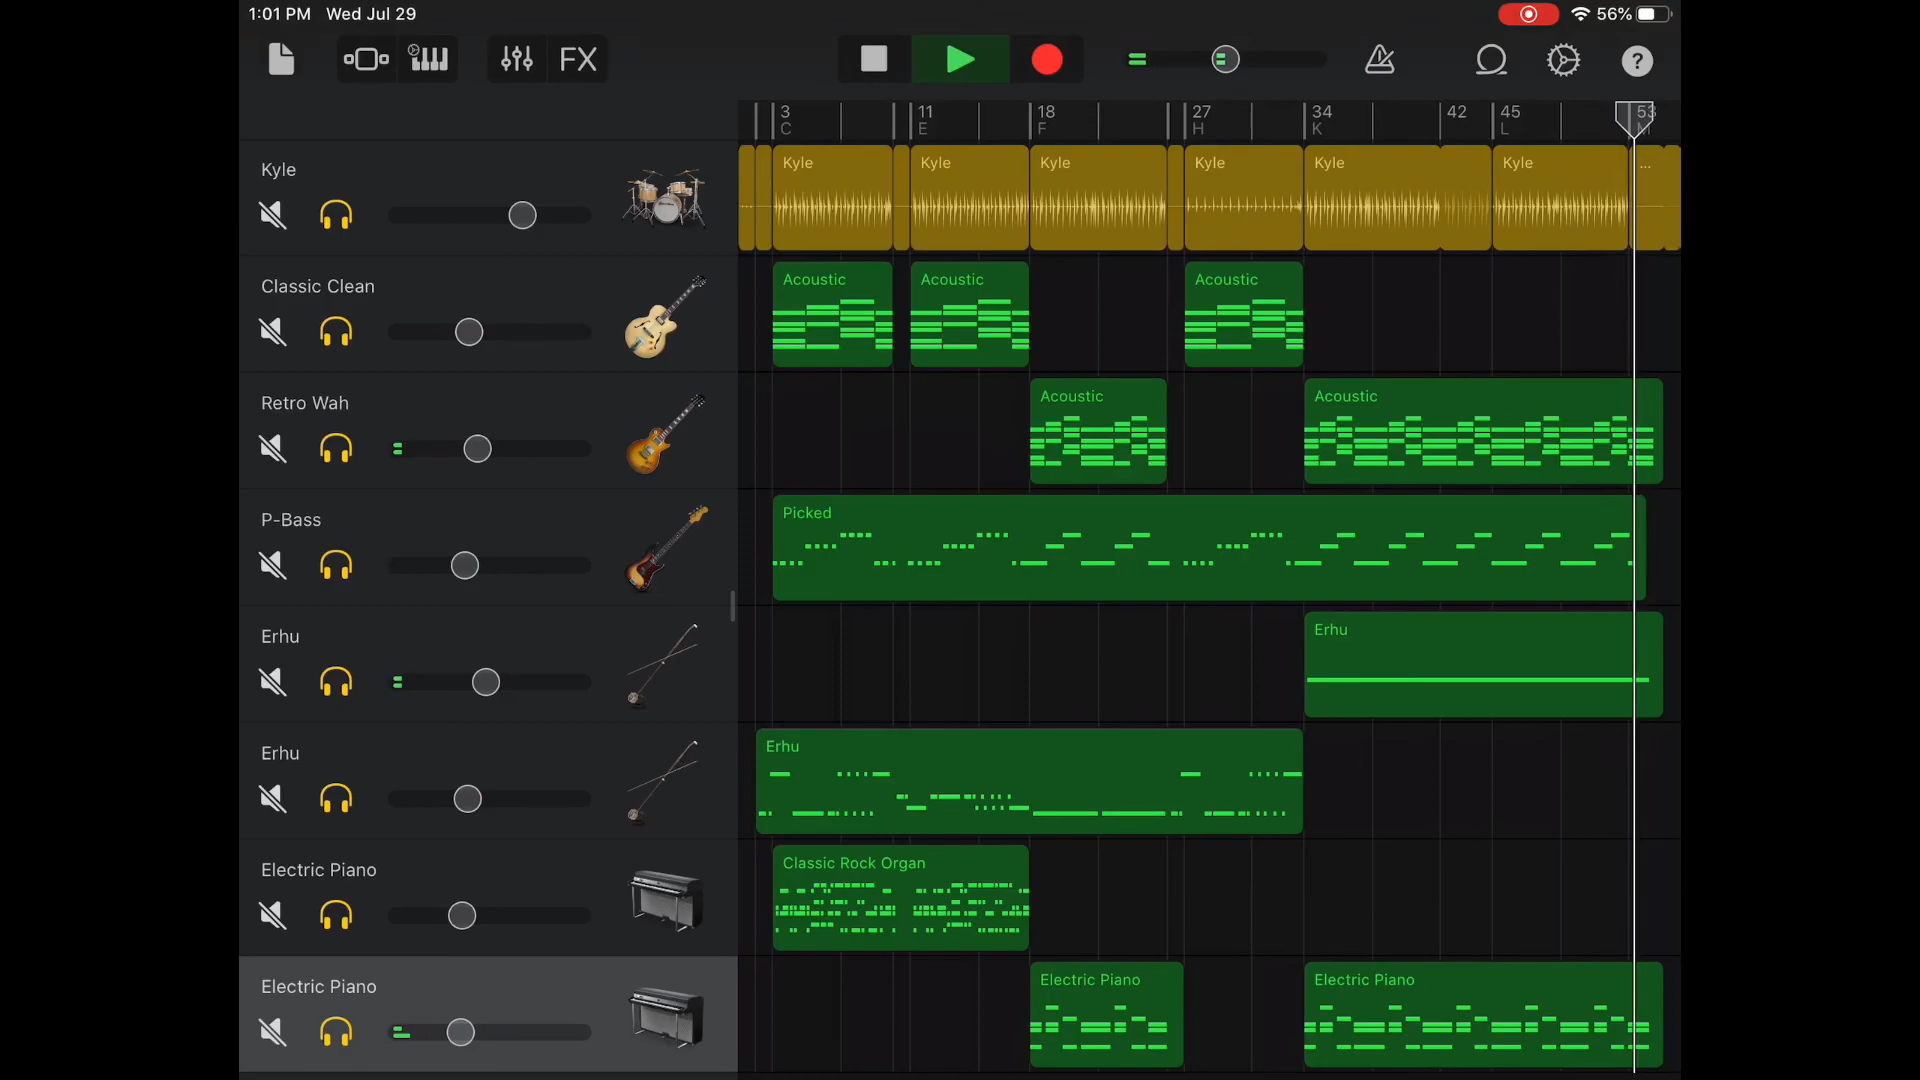 1:01 PM Wed Jul 29
56%
FX
?
3 11 18 27 34 42 45 53
C E F H K L M
Kyle
Kyle Kyle Kyle Kyle Kyle Kyle ...
Classic Clean
Acoustic Acoustic Acoustic
Retro Wah
Acoustic Acoustic
P-Bass
Picked
Erhu
Erhu
Erhu
Erhu
Electric Piano
Classic Rock Organ
Electric Piano
Electric Piano Electric Piano